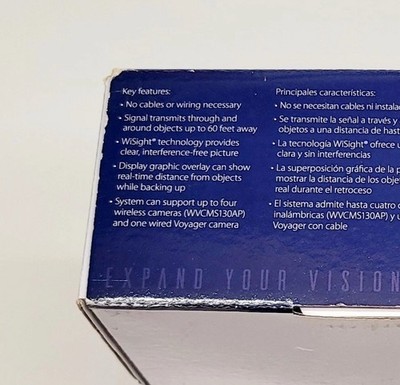 Key features:
• No cables or wiring necessary
• Signal transmits through and
around objects up to 60 feet away
• WiSight® technology provides
clear, interference-free picture
• Display graphic overlay can show
real-time distance from objects
while backing up
• System can support up to four
wireless cameras (WVCMS130AP)
and one wired Voyager camera
Principales características:
• No se necesitan cables ni
• Se transmite la señal a través y
objetos a una distancia de
• La tecnología WiSight® ofrece
clara y sin interferencias
• La superposición gráfica de la
mostrar la distancia de los
real durante el retroceso
• El sistema admite hasta cuatro
inalámbricas (WVCMS130AP) y
Voyager con cable
EXPAND YOUR VISION